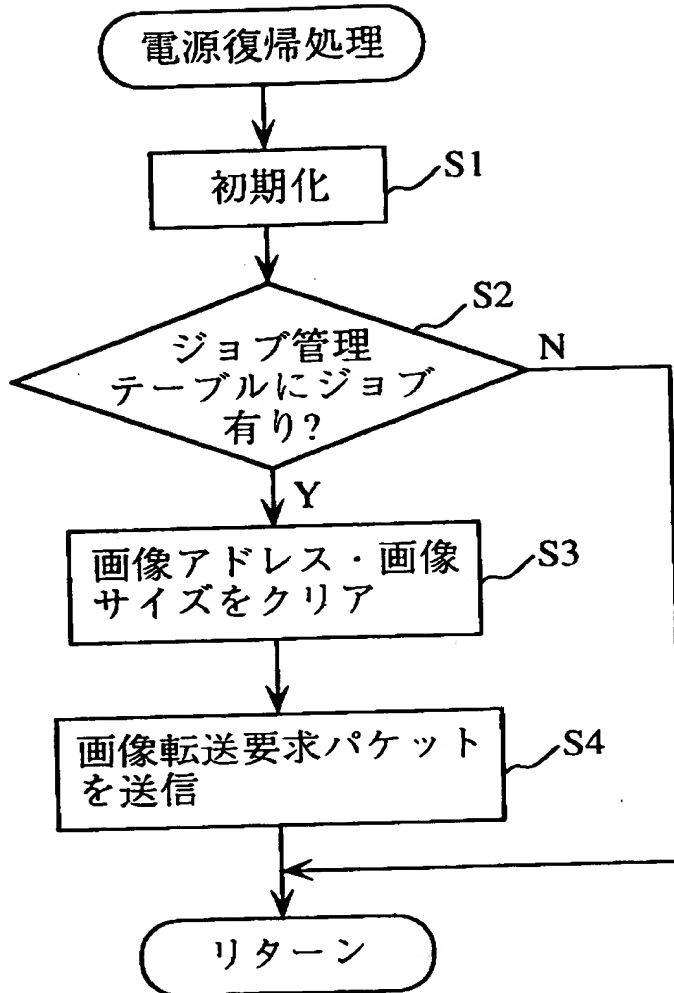 電源復帰処理
初期化
S1
S2
ジョブ管理
テーブルにジョブ
有り?
N
Y
画像アドレス・画像
サイズをクリア
S3
画像転送要求パケット
を送信
S4
リターン